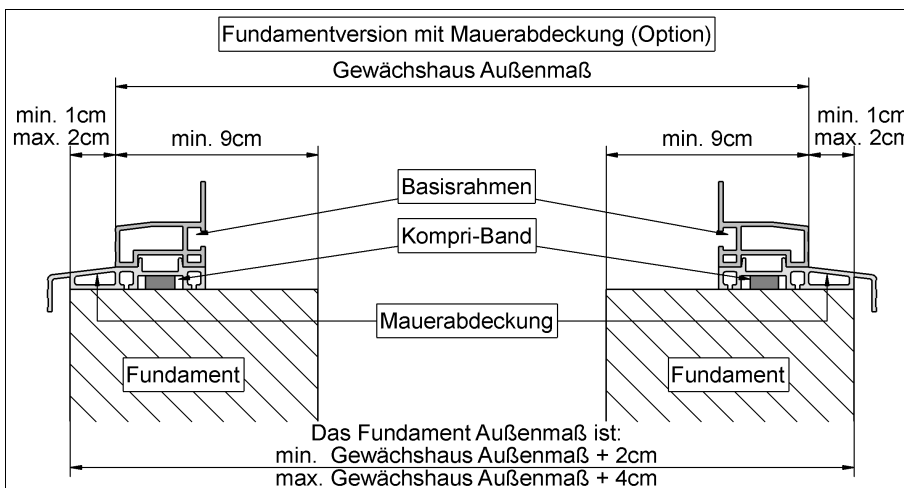 Fundamentversion mit Mauerabdeckung (Option)
Gewächshaus Außenmaß
min. 1cm
max. 2cm
min. 9cm
min. 9cm
min. 1cm
max. 2cm
Basisrahmen
Kompri-Band
Mauerabdeckung
Fundament
Fundament
Das Fundament Außenmaß ist:
min. Gewächshaus Außenmaß + 2cm
max. Gewächshaus Außenmaß + 4cm